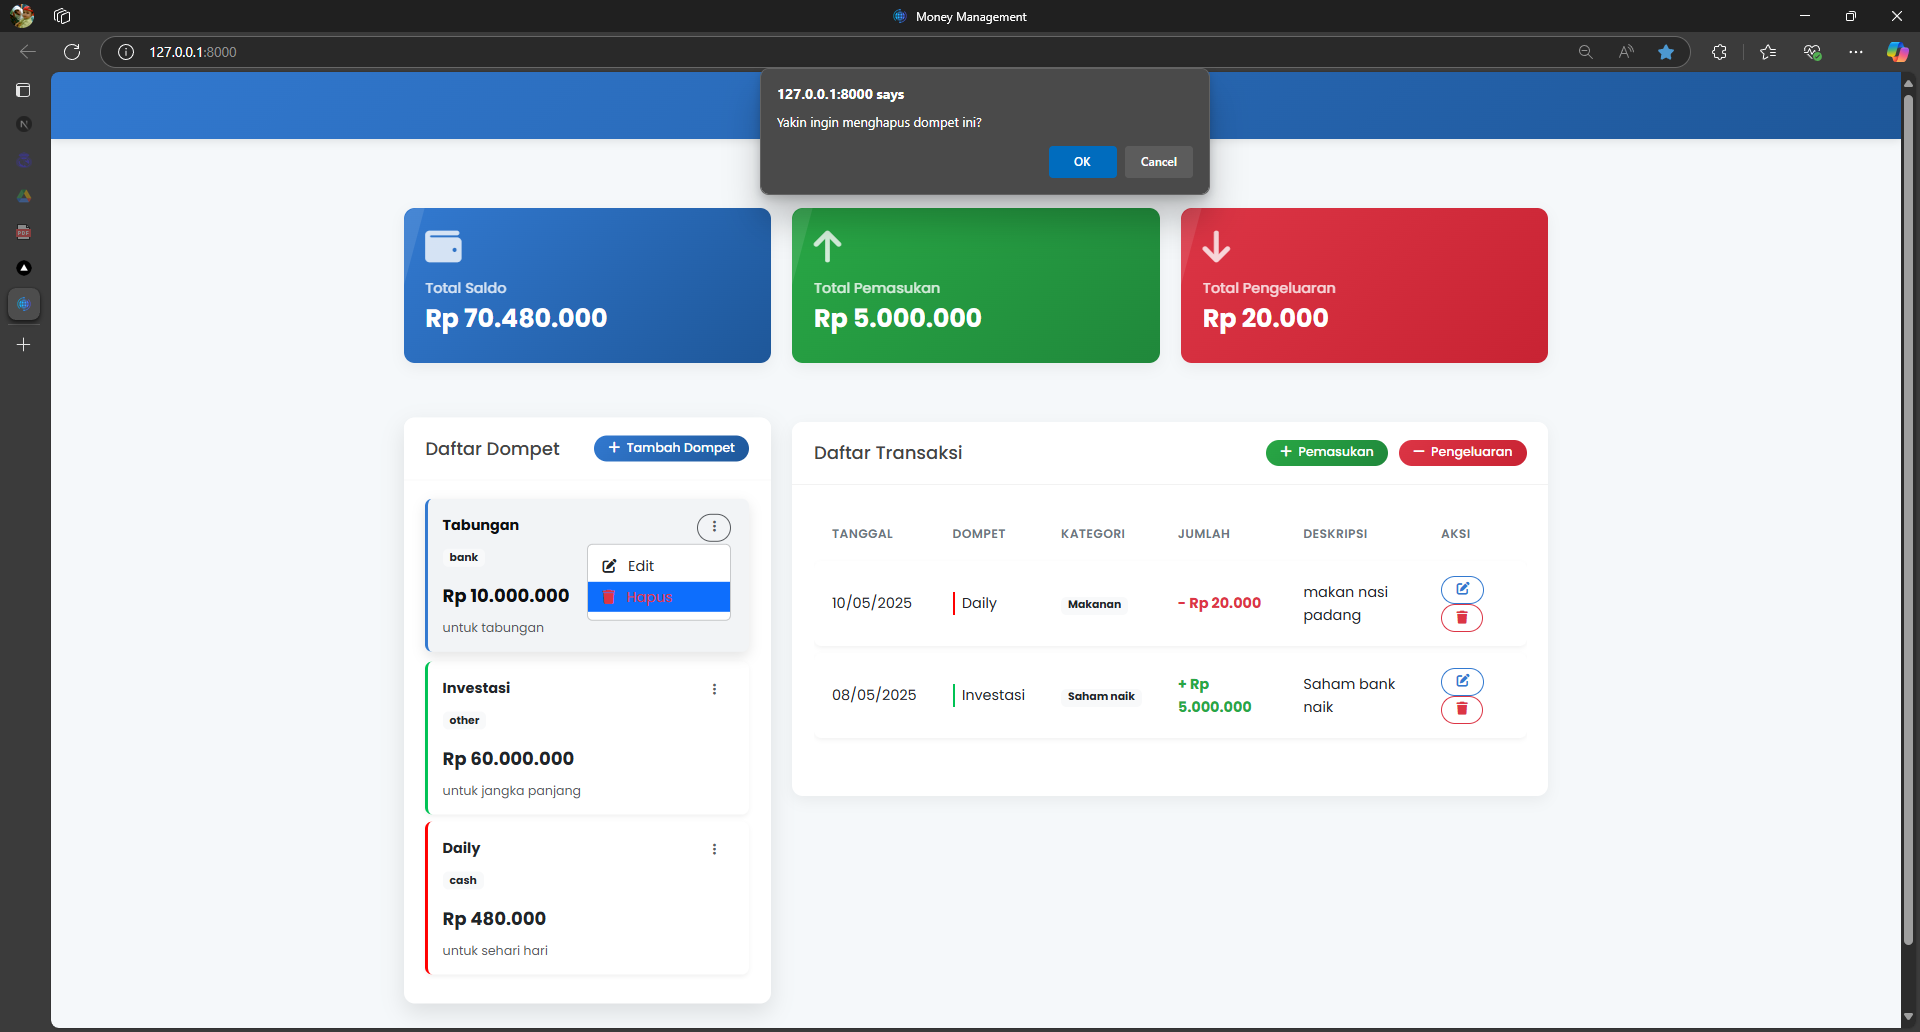 Money Management
127.0.0.1:8000
127.0.0.1:8000 says
Yakin ingin menghapus dompet ini?
OK
Cancel
Total Saldo
Rp 70.480.000
Total Pemasukan
Rp 5.000.000
Total Pengeluaran
Rp 20.000
Daftar Dompet
+ Tambah Dompet
Tabungan
bank
Rp 10.000.000
untuk tabungan
Edit
Hapus
Investasi
other
Rp 60.000.000
untuk jangka panjang
Daily
cash
Rp 480.000
untuk sehari hari
Daftar Transaksi
+ Pemasukan
− Pengeluaran
TANGGAL DOMPET KATEGORI JUMLAH DESKRIPSI AKSI
10/05/2025 Daily Makanan - Rp 20.000 makan nasi
padang
08/05/2025 Investasi Saham naik + Rp
5.000.000
Saham bank
naik